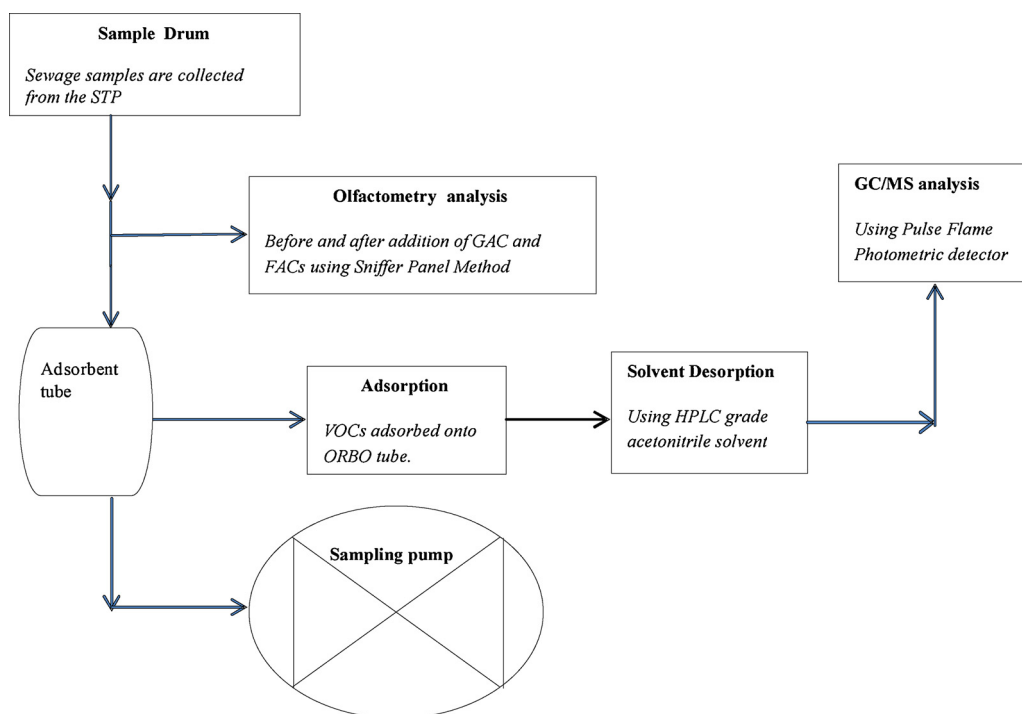 Sample Drum
Sewage samples are collected
from the STP
Olfactometry analysis
Before and after addition of GAC and
FACs using Sniffer Panel Method
GC/MS analysis
Using Pulse Flame
Photometric detector
Adsorbent
tube
Adsorption
VOCs adsorbed onto
ORBO tube.
Solvent Desorption
Using HPLC grade
acetonitrile solvent
Sampling pump